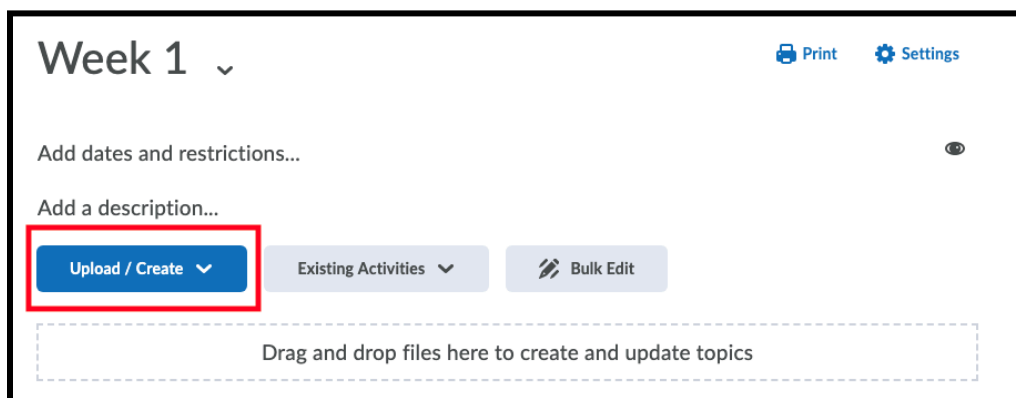 Week 1
Print
Settings
Add dates and restrictions...
Add a description...
Upload / Create
Existing Activities
Bulk Edit
Drag and drop files here to create and update topics